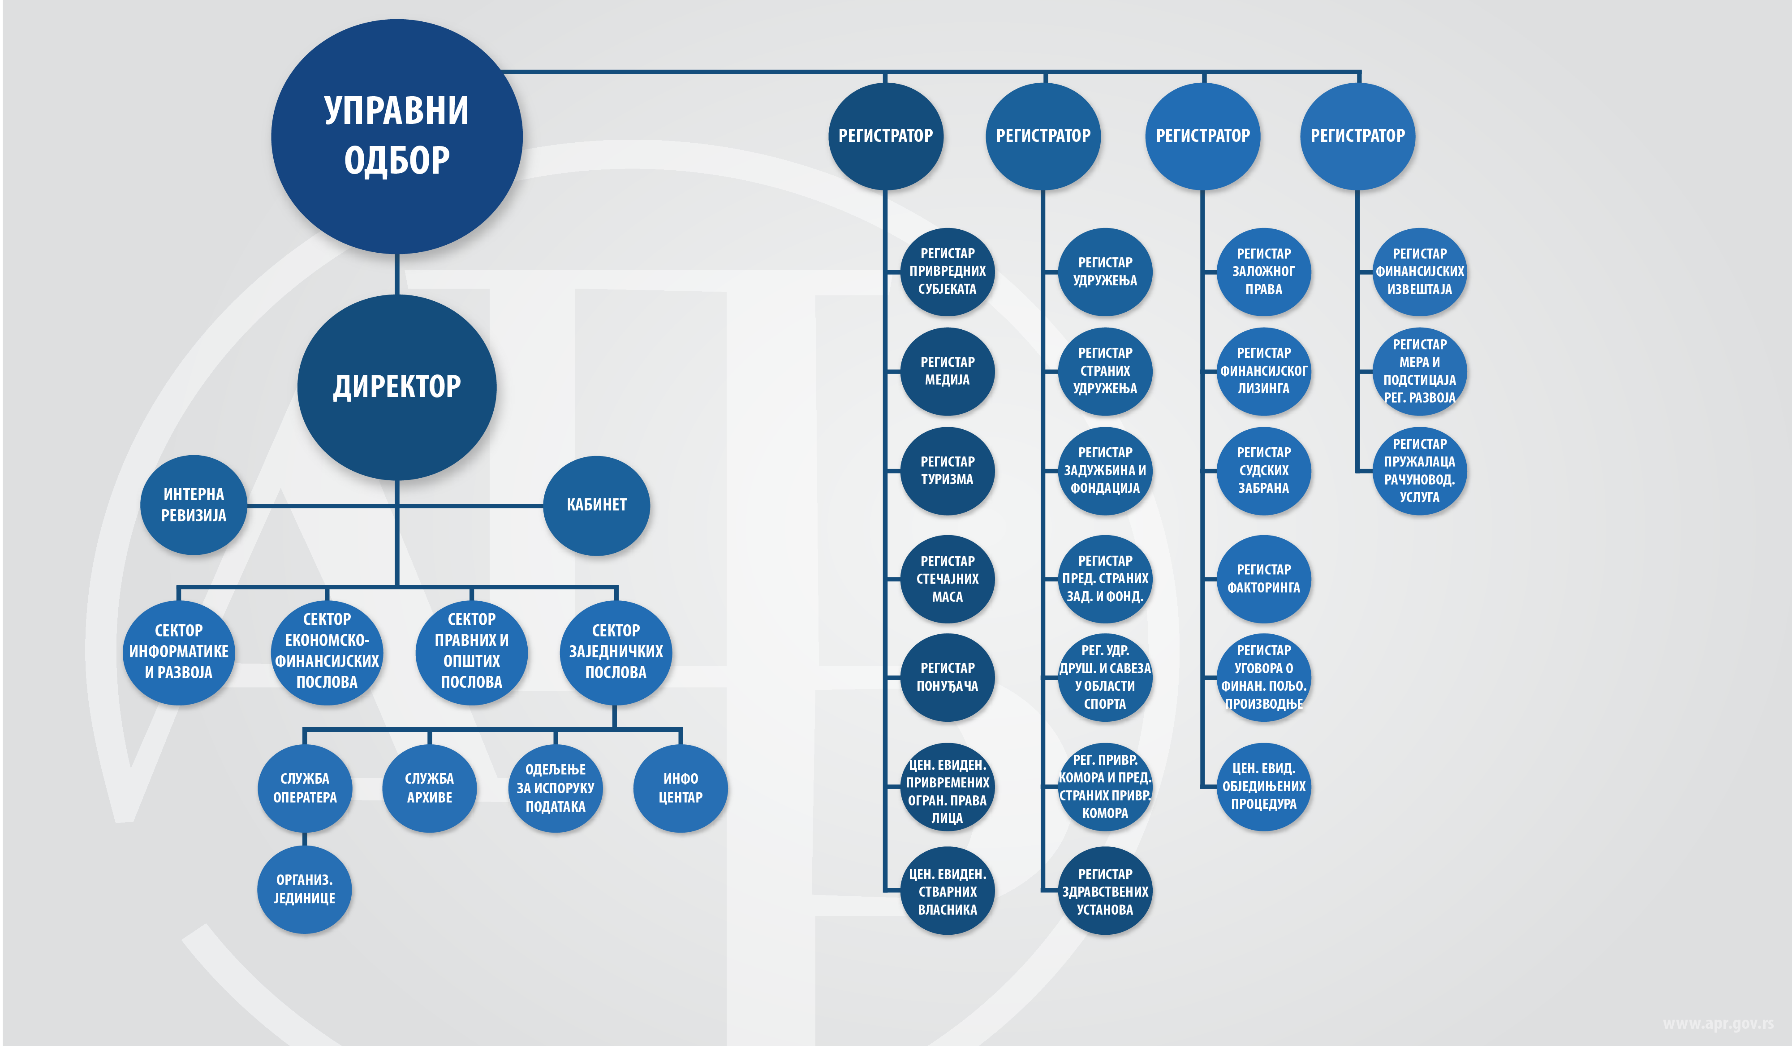 УПРАВНИ
ОДБОР
ДИРЕКТОР
ИНТЕРНА
РЕВИЗИЈА
КАБИНЕТ
СЕКТОР
ИНФОРМАТИКЕ
И РАЗВОЈА
СЕКТОР
ЕКОНОМСКО-
ФИНАНСИЈСКИХ
ПОСЛОВА
СЕКТОР
ПРАВНИХ И
ОПШТИХ
ПОСЛОВА
СЕКТОР
ЗАЈЕДНИЧКИХ
ПОСЛОВА
СЛУЖБА
ОПЕРАТЕРА
СЛУЖБА
АРХИВЕ
ОДЕЉЕЊЕ
ЗА ИСПОРУКУ
ПОДАТАКА
ИНФО
ЦЕНТАР
ОРГАНИЗ.
ЈЕДИНИЦЕ
РЕГИСТРАТОР
РЕГИСТАР
ПРИВРЕДНИХ
СУБЈЕКАТА
РЕГИСТАР
МЕДИЈА
РЕГИСТАР
ТУРИЗМА
РЕГИСТАР
СТЕЧАЈНИХ
МАСА
РЕГИСТАР
ПОНУЂАЧА
ЦЕН. ЕВИДЕН.
ПРИВРЕМЕНИХ
ОГРАН. ПРАВА
ЛИЦА
ЦЕН. ЕВИДЕН.
СТВАРНИХ
ВЛАСНИКА
РЕГИСТРАТОР
РЕГИСТАР
УДРУЖЕЊА
РЕГИСТАР
СТРАНИХ
УДРУЖЕЊА
РЕГИСТАР
ЗАДУЖБИНА И
ФОНДАЦИЈА
РЕГИСТАР
ПРЕД. СТРАНИХ
ЗАД. И ФОНД.
РЕГ. УДР.
ДРУШ. И САВЕЗА
У ОБЛАСТИ
СПОРТА
РЕГ. ПРИВР.
КОМОРА И ПРЕД.
СТРАНИХ ПРИВР.
КОМОРА
РЕГИСТАР
ЗДРАВСТВЕНИХ
УСТАНОВА
РЕГИСТРАТОР
РЕГИСТАР
ЗАЛОЖНОГ
ПРАВА
РЕГИСТАР
ФИНАНСИЈСКОГ
ЛИЗИНГА
РЕГИСТАР
СУДСКИХ
ЗАБРАНА
РЕГИСТАР
ФАКТОРИНГА
РЕГИСТАР
УГОВОРА О
ФИНАН. ПОЉО.
ПРОИЗВОДЊЕ
ЦЕН. ЕВИД.
ОБЈЕДИЊЕНИХ
ПРОЦЕДУРА
РЕГИСТРАТОР
РЕГИСТАР
ФИНАНСИЈСКИХ
ИЗВЕШТАЈА
РЕГИСТАР
МЕРА И
ПОДСТИЦАЈА
РЕГ. РАЗВОЈА
РЕГИСТАР
ПРУЖАЛАЦА
РАЧУНОВОД.
УСЛУГА
www.apr.gov.rs